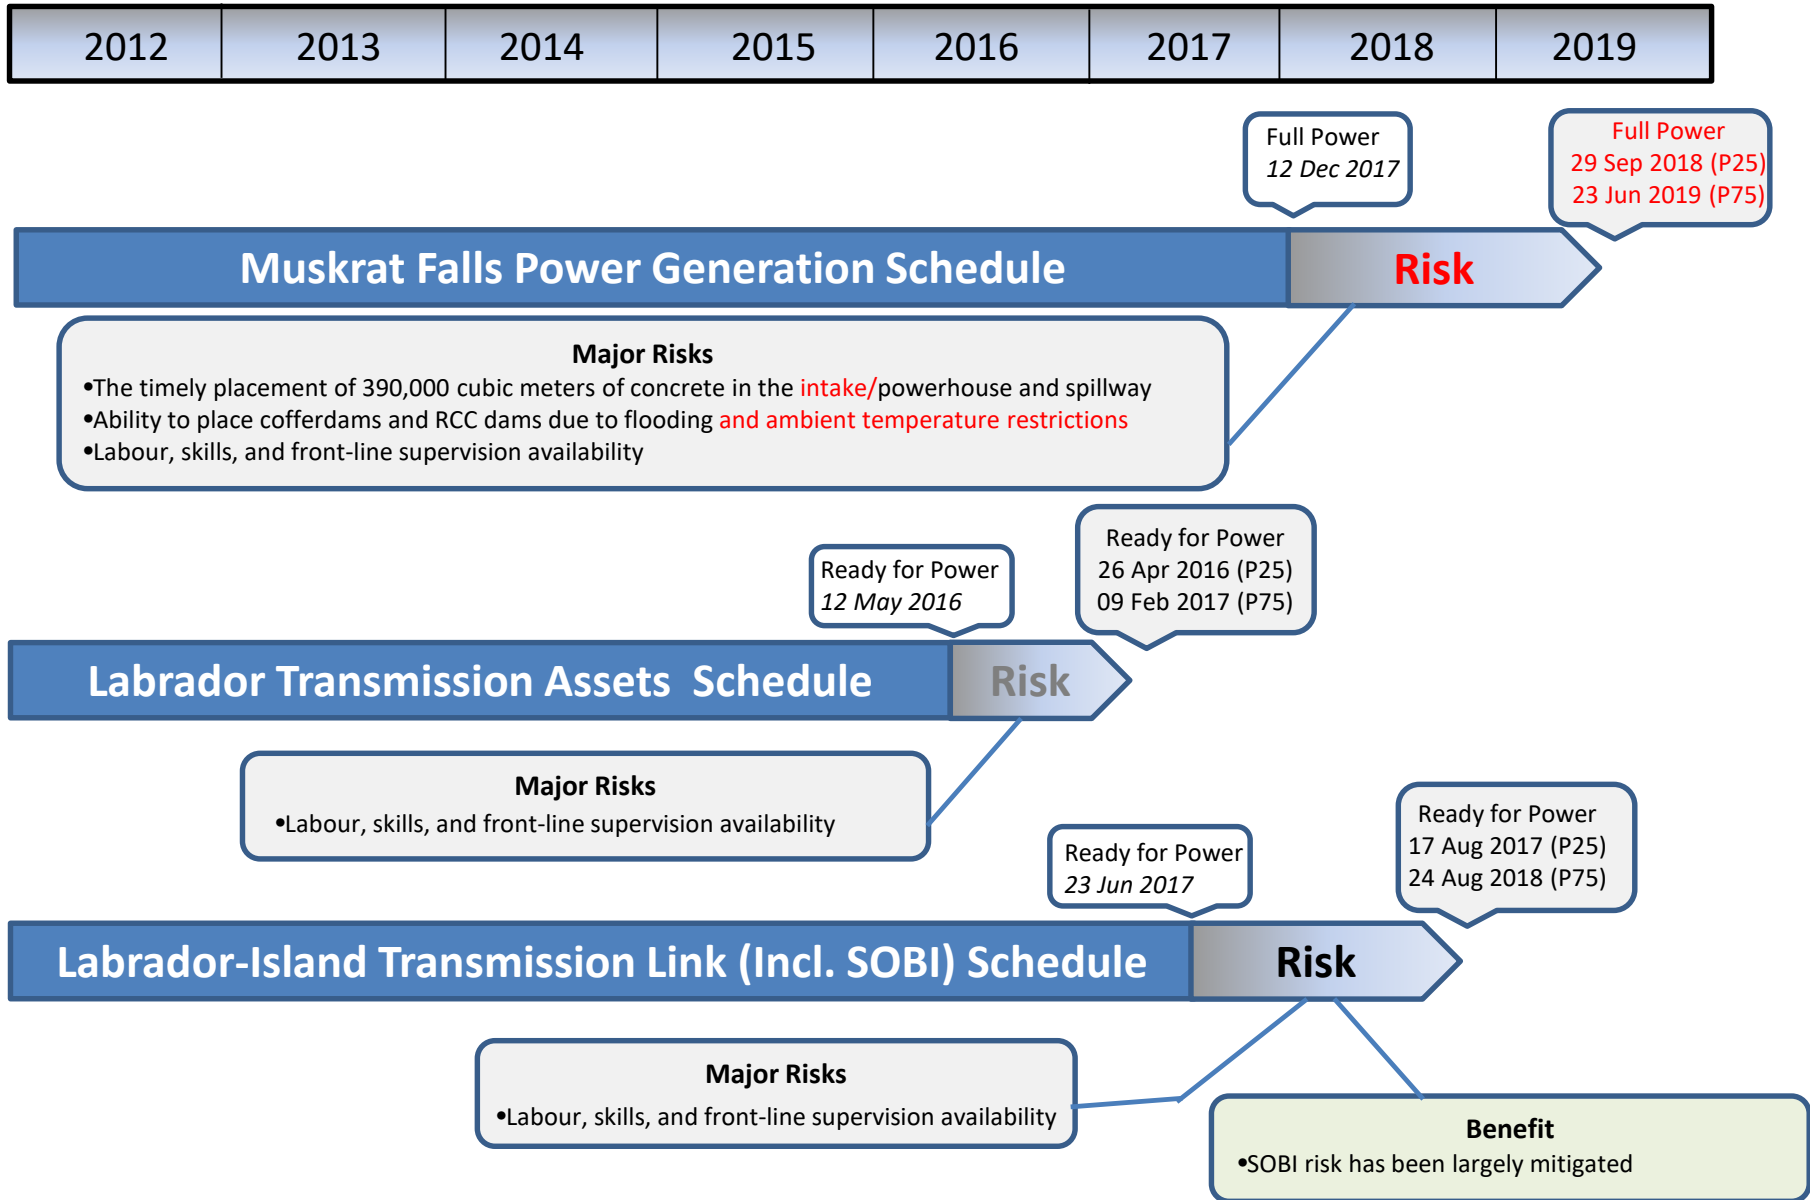 2012 2013 2014 2015 2016 2017 2018 2019
Full Power
12 Dec 2017
Full Power
29 Sep 2018 (P25)
23 Jun 2019 (P75)
Muskrat Falls Power Generation Schedule
Risk
Major Risks
•The timely placement of 390,000 cubic meters of concrete in the intake/powerhouse and spillway
•Ability to place cofferdams and RCC dams due to flooding and ambient temperature restrictions
•Labour, skills, and front-line supervision availability
Ready for Power
12 May 2016
Ready for Power
26 Apr 2016 (P25)
09 Feb 2017 (P75)
Labrador Transmission Assets Schedule
Risk
Major Risks
•Labour, skills, and front-line supervision availability
Ready for Power
23 Jun 2017
Ready for Power
17 Aug 2017 (P25)
24 Aug 2018 (P75)
Labrador-Island Transmission Link (Incl. SOBI) Schedule
Risk
Major Risks
•Labour, skills, and front-line supervision availability
Benefit
•SOBI risk has been largely mitigated